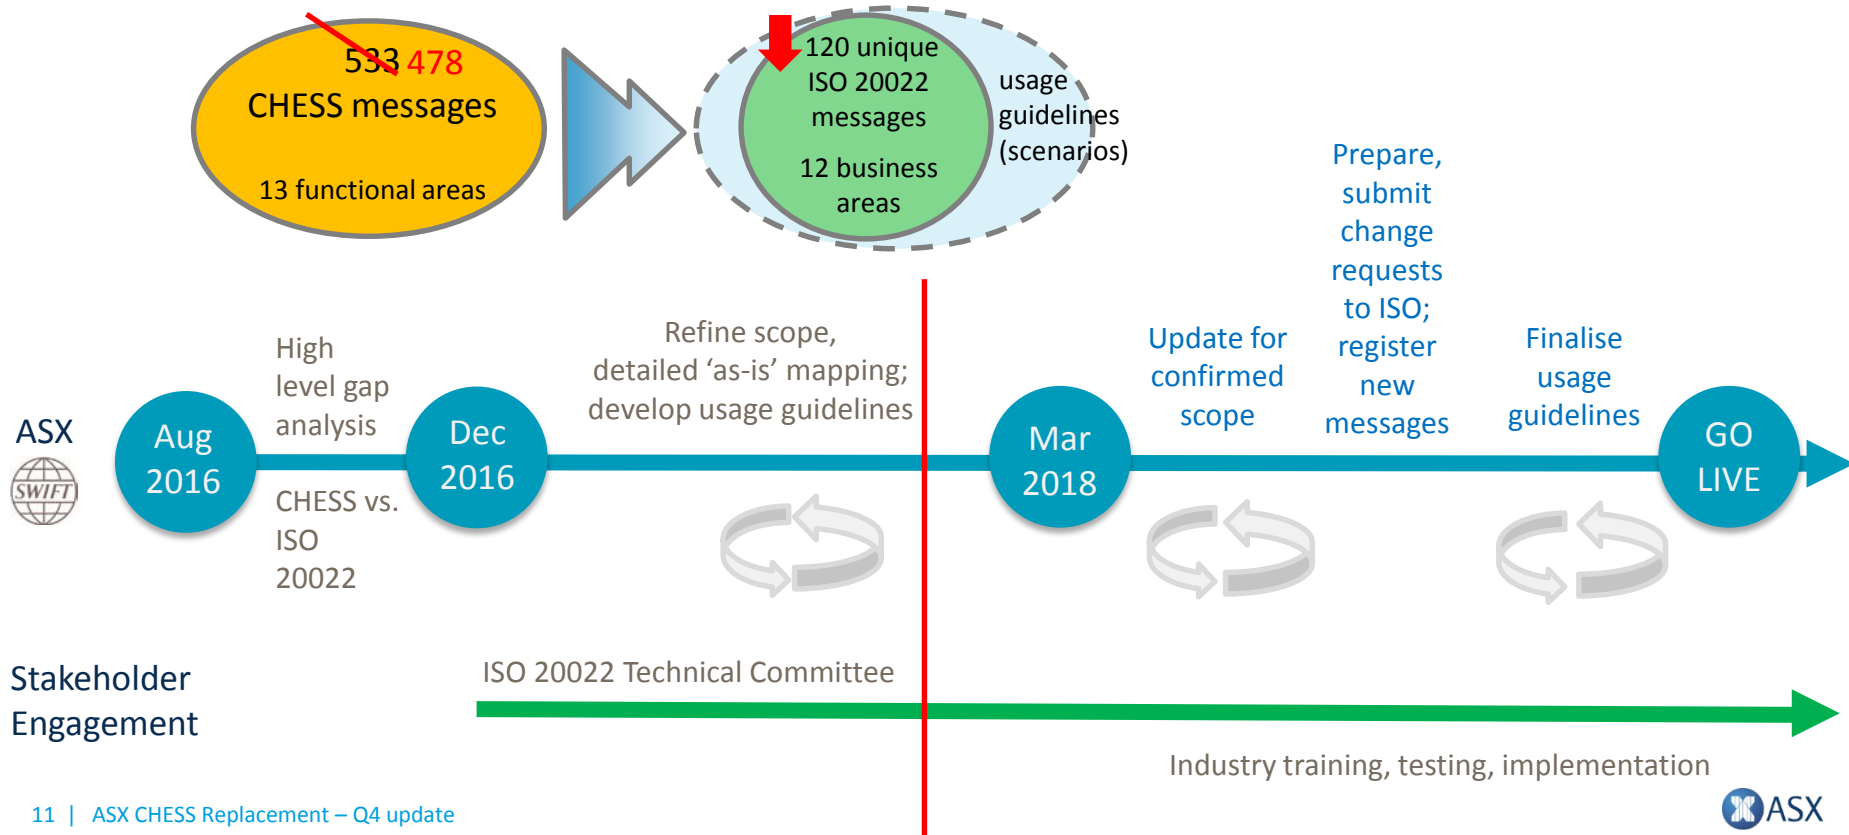 533 478
CHESS messages
13 functional areas
120 unique
ISO 20022
messages
12 business
areas
usage
guidelines
(scenarios)
High
level gap
analysis
Refine scope,
detailed ‘as-is’ mapping;
develop usage guidelines
Update for
confirmed
scope
Prepare,
submit
change
requests
to ISO;
register
new
messages
Finalise
usage
guidelines
ASX
SWIFT
Aug
2016
Dec
2016
Mar
2018
GO
LIVE
CHESS vs.
ISO
20022
Stakeholder
Engagement
ISO 20022 Technical Committee
Industry training, testing, implementation
11 | ASX CHESS Replacement – Q4 update
ASX